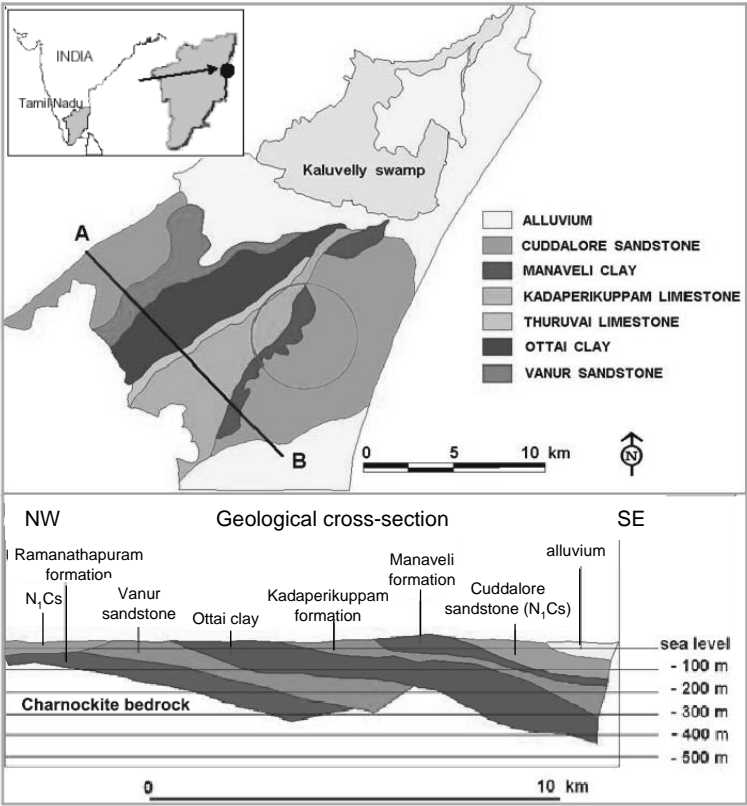 INDIA
Tamil Nadu
Kaluvelly swamp
A
B
ALLUVIUM
CUDDALORE SANDSTONE
MANAVELI CLAY
KADAPERIKUPPAM LIMESTONE
THURUVAI LIMESTONE
OTTAI CLAY
VANUR SANDSTONE
0 5 10 km
N
NW Geological cross-section SE
Ramanathapuram
formation
N₁Cs
Vanur
sandstone
Ottai clay
Kadaperikuppam
formation
Manaveli
formation
Cuddalore
sandstone (N₁Cs)
alluvium
sea level
- 100 m
- 200 m
- 300 m
- 400 m
- 500 m
Charnockite bedrock
0 10 km